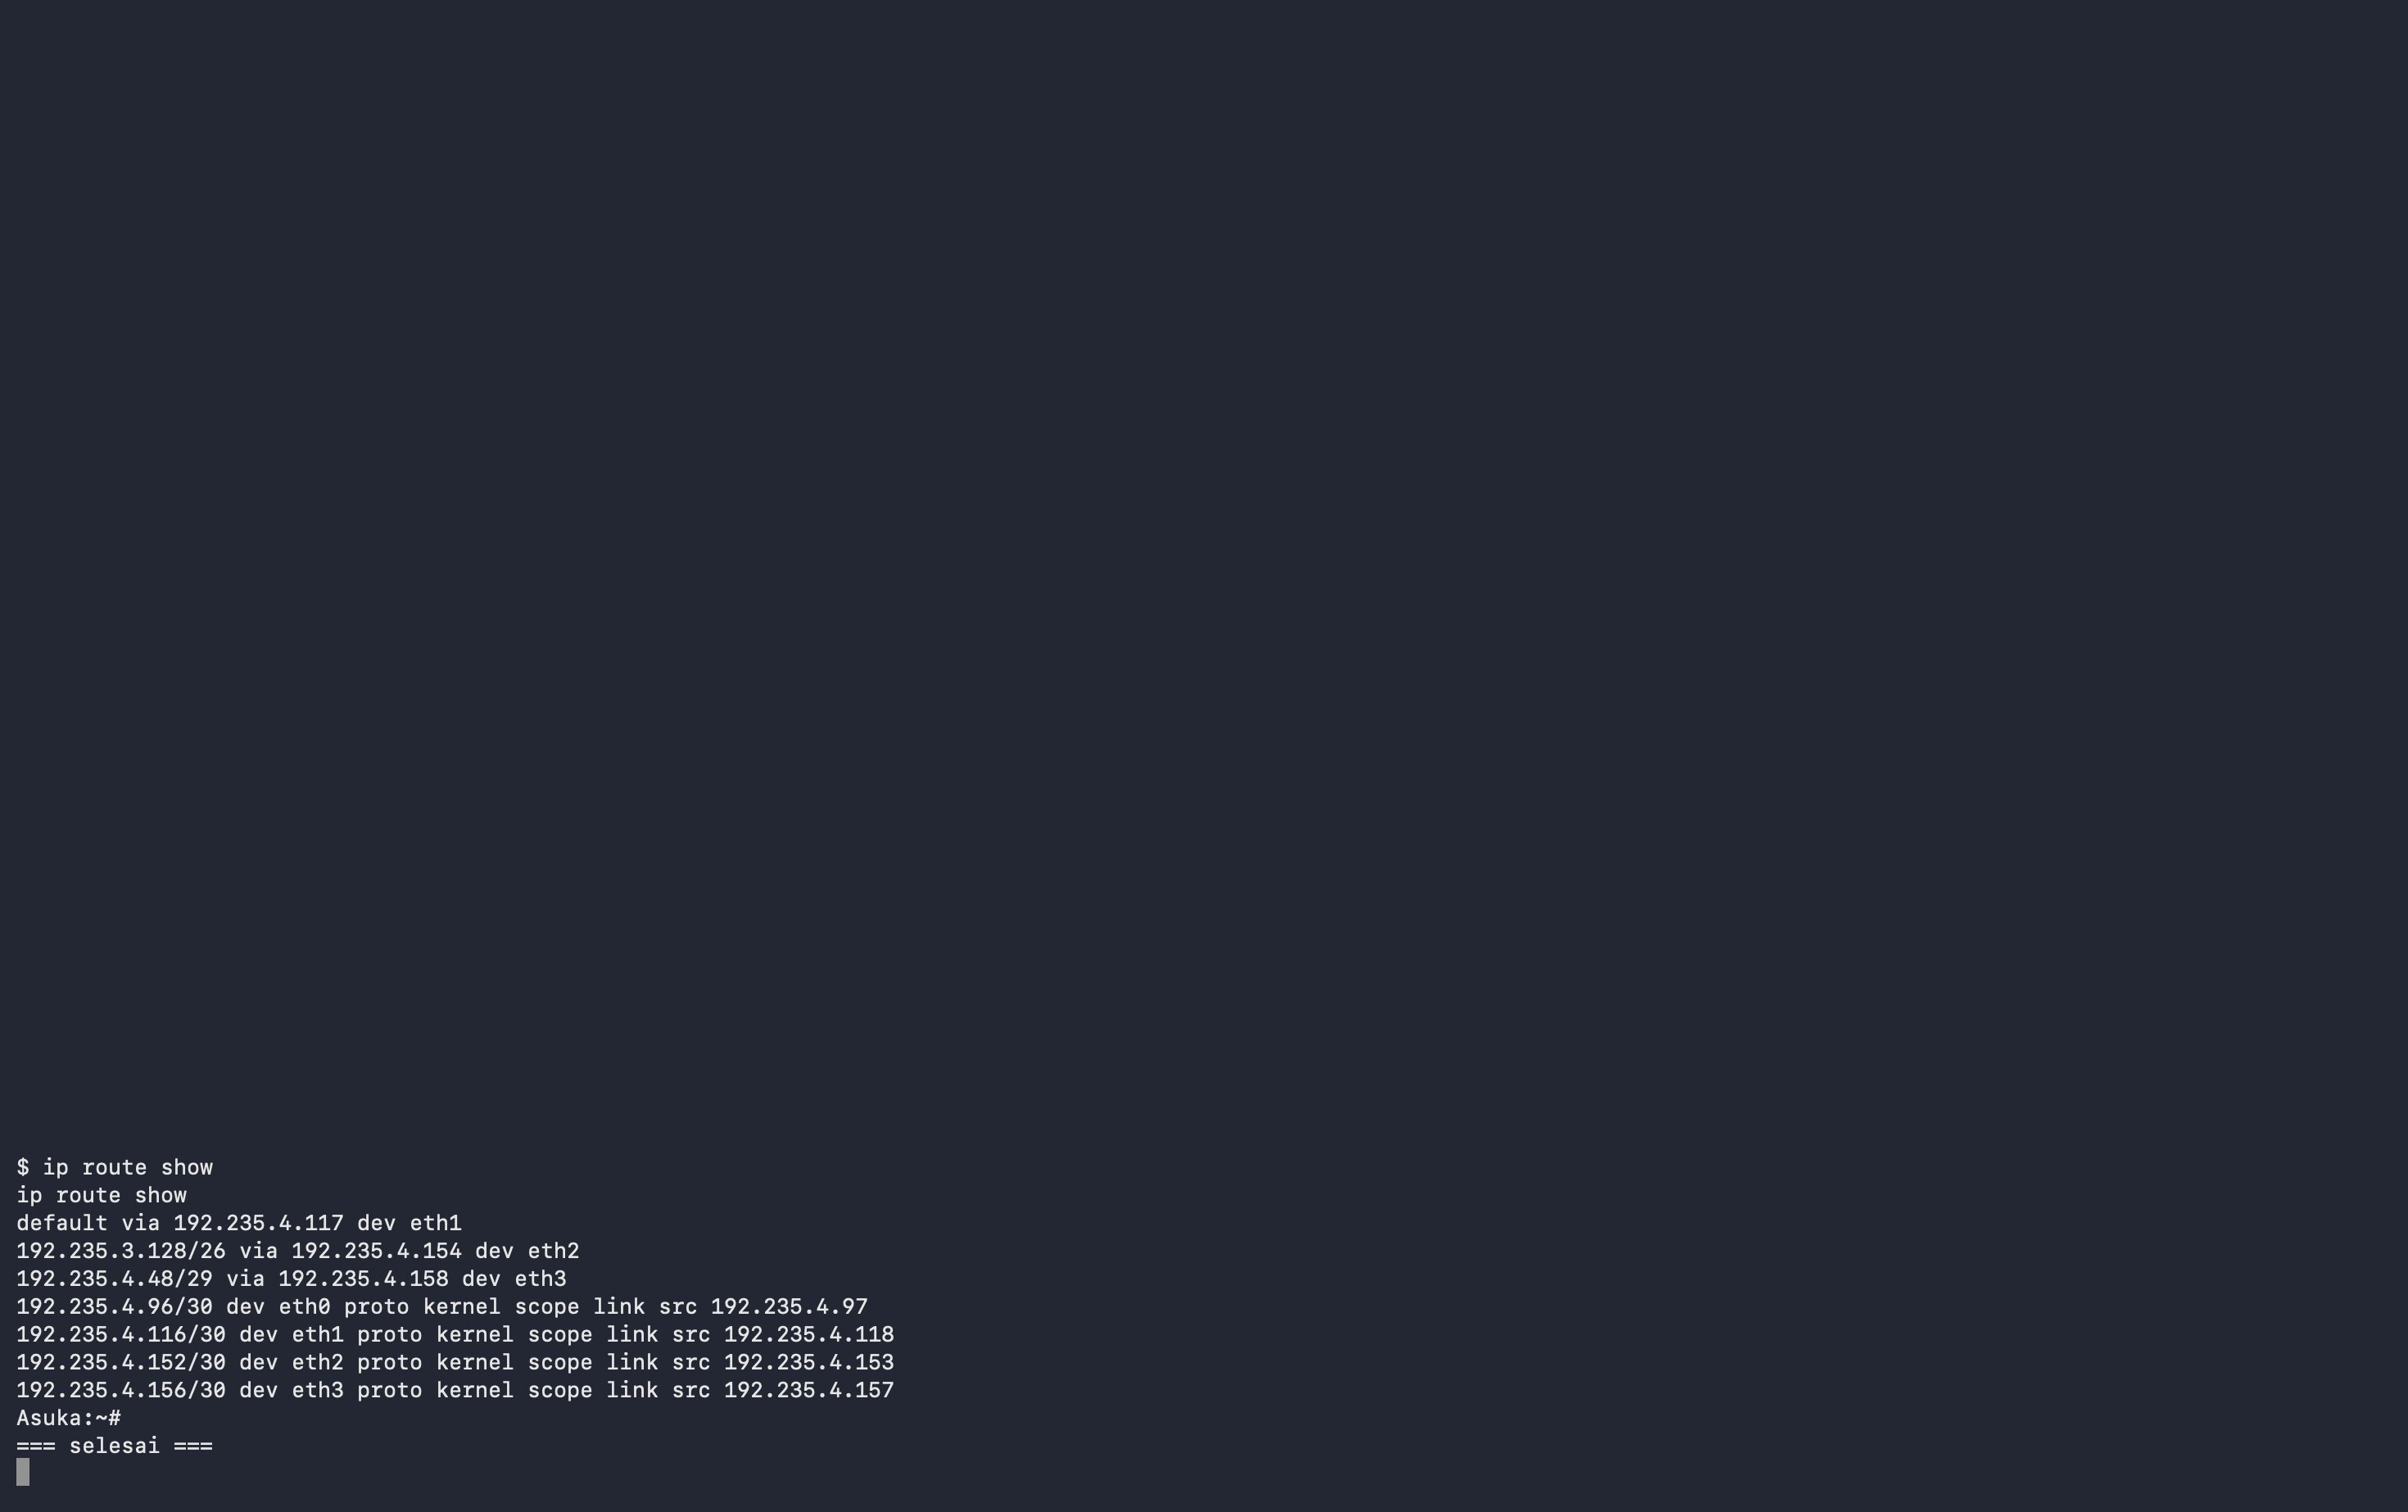 $ ip route show
ip route show
default via 192.235.4.117 dev eth1
192.235.3.128/26 via 192.235.4.154 dev eth2
192.235.4.48/29 via 192.235.4.158 dev eth3
192.235.4.96/30 dev eth0 proto kernel scope link src 192.235.4.97
192.235.4.116/30 dev eth1 proto kernel scope link src 192.235.4.118
192.235.4.152/30 dev eth2 proto kernel scope link src 192.235.4.153
192.235.4.156/30 dev eth3 proto kernel scope link src 192.235.4.157
Asuka:~#
=== selesai ===